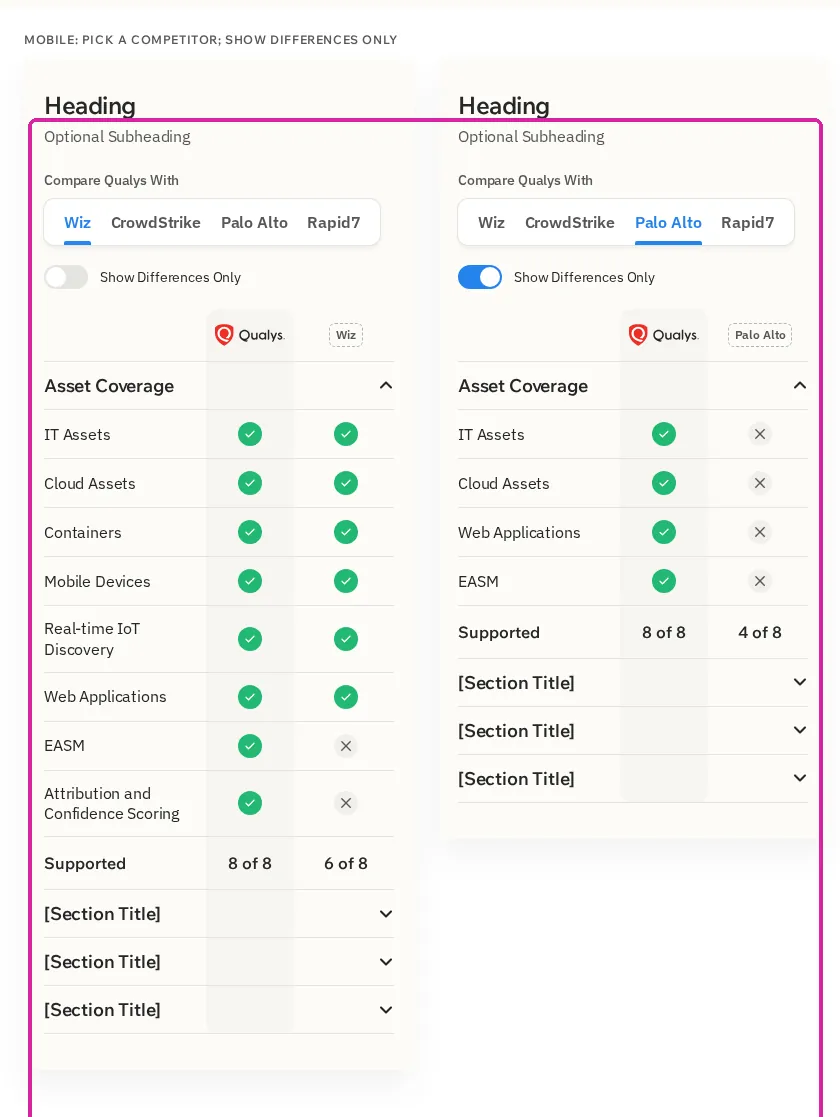 MOBILE: PICK A COMPETITOR; SHOW DIFFERENCES ONLY
Heading
Optional Subheading
Compare Qualys With
Wiz CrowdStrike Palo Alto Rapid7
Show Differences Only
Qualys. Wiz
Asset Coverage
IT Assets
Cloud Assets
Containers
Mobile Devices
Real-time IoT
Discovery
Web Applications
EASM
Attribution and
Confidence Scoring
Supported 8 of 8 6 of 8
[Section Title]
[Section Title]
[Section Title]
Heading
Optional Subheading
Compare Qualys With
Wiz CrowdStrike Palo Alto Rapid7
Show Differences Only
Qualys. Palo Alto
Asset Coverage
IT Assets
Cloud Assets
Web Applications
EASM
Supported 8 of 8 4 of 8
[Section Title]
[Section Title]
[Section Title]